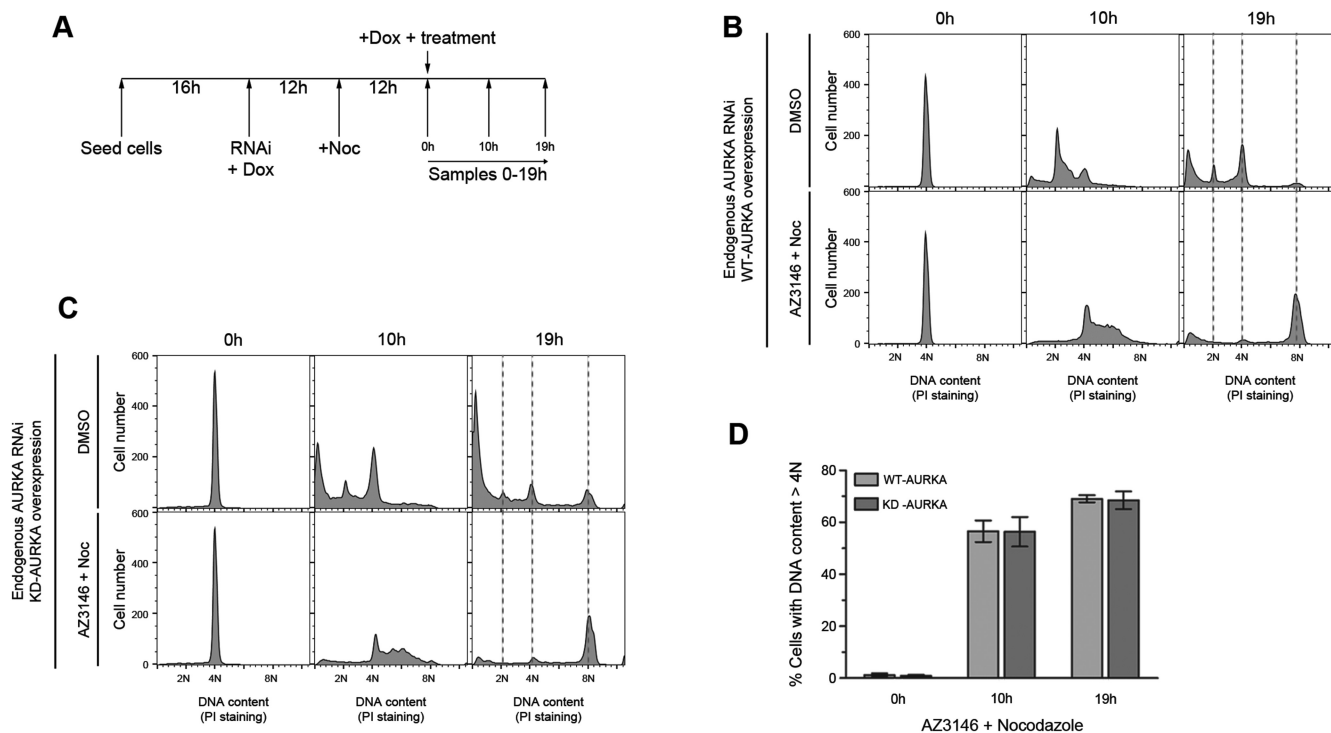 A
+Dox + treatment
16h 12h 12h
Seed cells RNAi + Dox +Noc 0h 10h 19h
Samples 0-19h
B
0h 10h 19h
Endogenous AURKA RNAi
WT-AURKA overexpression
DMSO
Cell number
600
400
200
0
AZ3146 + Noc
Cell number
600
400
200
0
2N 4N 8N 2N 4N 8N 2N 4N 8N
DNA content DNA content DNA content
(PI staining) (PI staining) (PI staining)
C
0h 10h 19h
Endogenous AURKA RNAi
KD-AURKA overexpression
DMSO
Cell number
600
400
200
0
AZ3146 + Noc
Cell number
600
400
200
0
2N 4N 8N 2N 4N 8N 2N 4N 8N
DNA content DNA content DNA content
(PI staining) (PI staining) (PI staining)
D
% Cells with DNA content > 4N
80
60
40
20
0
WT-AURKA
KD -AURKA
0h 10h 19h
AZ3146 + Nocodazole